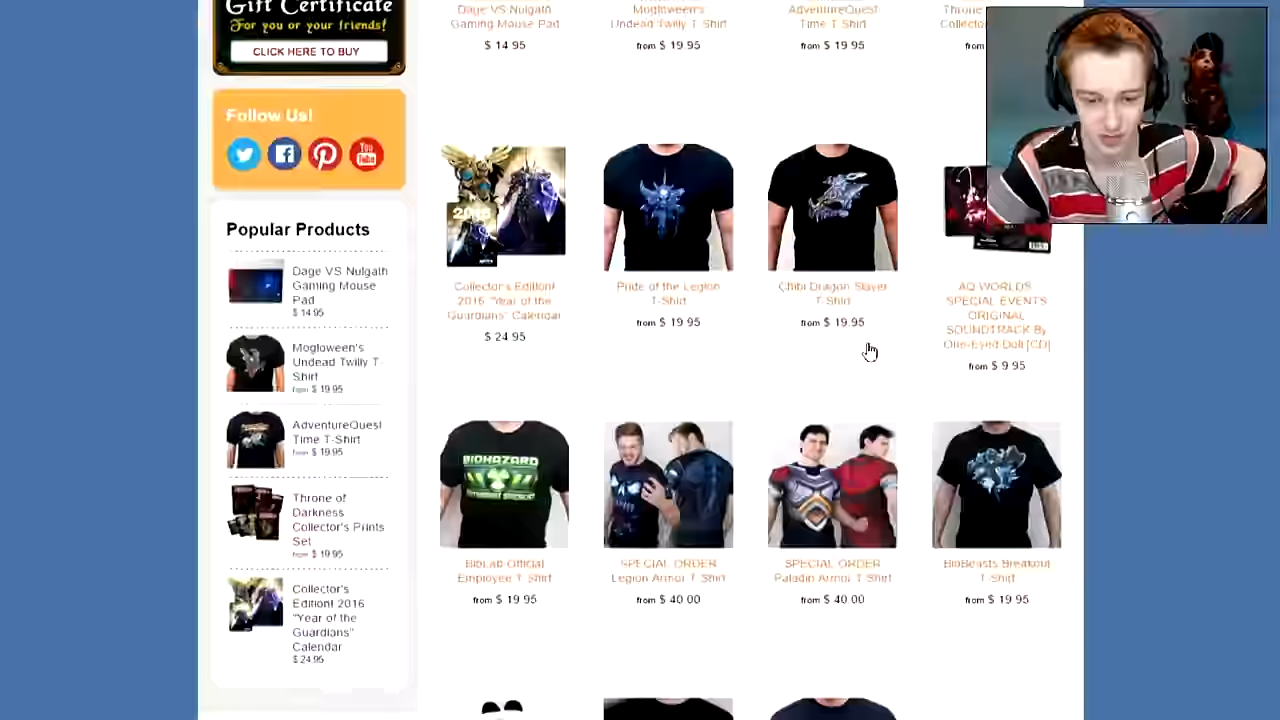 Gift Certificate
For you or your friends!
CLICK HERE TO BUY
Follow Us!
You
Tube
Popular Products
Dage VS Nulgath
Gaming Mouse
Pad
$ 14.95
Mogloween's
Undead Twilly T-
Shirt
from $ 19.95
AdventureQuest
Time T-Shirt
from $ 19.95
Throne of
Darkness
Collector's Prints
Set
from $ 19.95
Collector's
Edition! 2016
"Year of the
Guardians"
Calendar
$ 24.95
Dage VS Nulgath
Gaming Mouse Pad
$ 14.95
Mogloween's
Undead Twilly T-Shirt
from $ 19.95
AdventureQuest
Time T-Shirt
from $ 19.95
Throne
Collector
from
2016
Collector's Edition!
2016 "Year of the
Guardians" Calendar
$ 24.95
Pride of the Legion
T-Shirt
from $ 19.95
Chibi Dragon Slayer
T-Shirt
from $ 19.95
AQ WORLDS
SPECIAL EVENTS
ORIGINAL
SOUNDTRACK By
One-Eyed Doll [CD]
from $ 9.95
BIOHAZARD
BioLab Official
Employee T-Shirt
from $ 19.95
SPECIAL ORDER
Legion Armor T-Shirt
from $ 40.00
SPECIAL ORDER
Paladin Armor T-Shirt
from $ 40.00
BioBeasts Breakout
T-Shirt
from $ 19.95